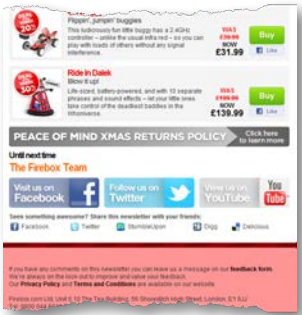 20%
Flippin', jumpin' buggies
This ludicrously fun little buggy has a 2.4GHz
controller – unlike the usual infra red – so you can
play with loads of others without any signal
interference.
WAS
NOW
£31.99
Buy
Like
30%
Ride In Dalek
Blow it up!
Life-sized, battery-powered, and with 10 separate
phrases and sound effects – let your little ones
take control of the deadliest baddies in the
Whoniverse.
WAS
NOW
£139.99
Buy
Like
PEACE OF MIND XMAS RETURNS POLICY
Click here
to learn more
Until next time
The Firebox Team
Visit us on
Facebook
Follow us on
Twitter
View us on
YouTube
You
Tube
Seen something awesome? Share this newsletter with your friends:
Facebook
Twitter
StumbleUpon
Digg
Delicious
If you have any comments on this newsletter you can leave us a message on our feedback form.
We're always on the look out to improve and value your feedback.
Our Privacy Policy and Terms and Conditions are available on our website.
Firebox.com Ltd, Unit 6.10 The Tea Building, 56 Shoreditch High Street, London, E1 6JJ